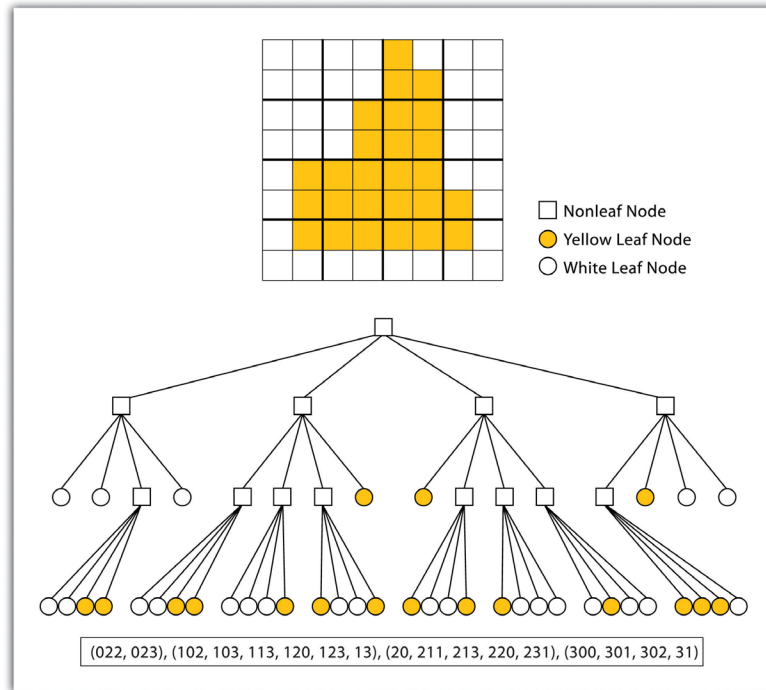 Nonleaf Node
Yellow Leaf Node
White Leaf Node
(022, 023), (102, 103, 113, 120, 123, 13), (20, 211, 213, 220, 231), (300, 301, 302, 31)